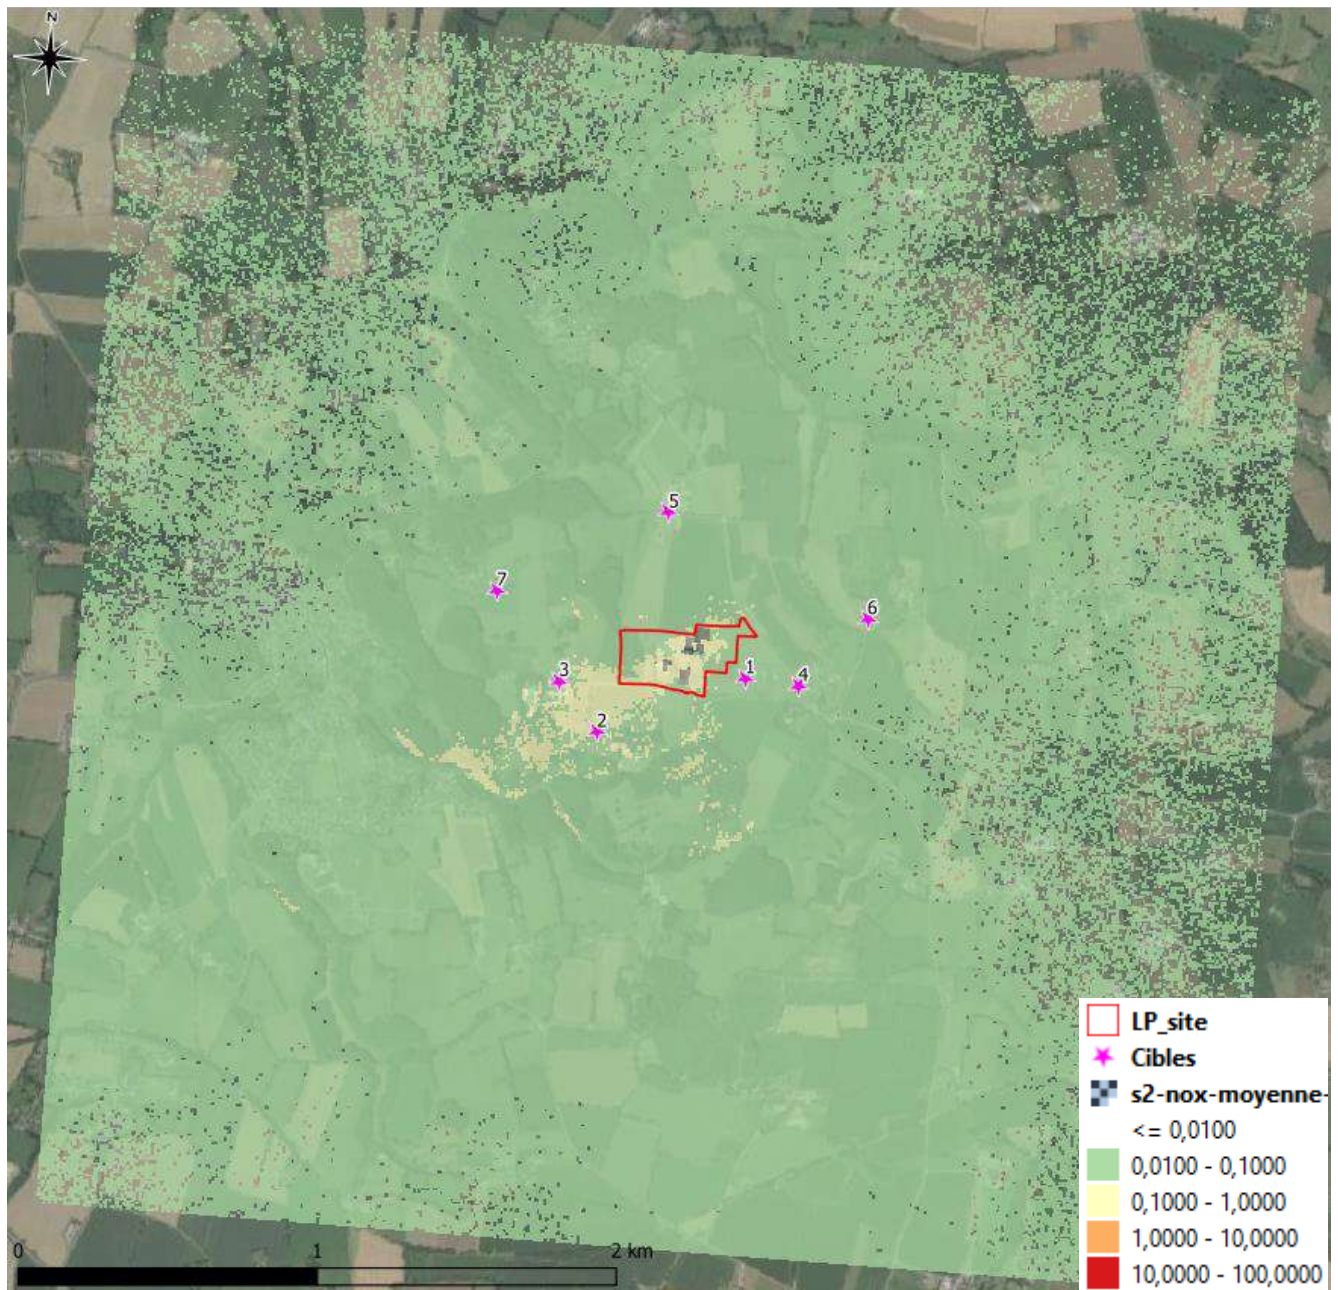 N
5
7
6
3
1
4
2
0 1 2 km
LP_site
Cibles
s2-nox-moyenne-
<= 0,0100
0,0100 - 0,1000
0,1000 - 1,0000
1,0000 - 10,0000
10,0000 - 100,0000